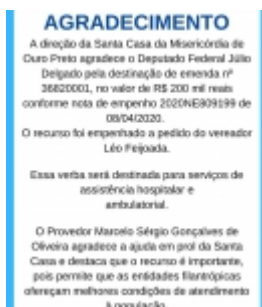 AGRADECIMENTO
A direção da Santa Casa da Misericórdia de
Ouro Preto agradece o Deputado Federal Júlio
Delgado pela destinação de emenda nº
36820001, no valor de R$ 200 mil reais
conforme nota de empenho 2020NE809199 de
08/04/2020.
O recurso foi empenhado a pedido do vereador
Léo Feijoada.
Essa verba será destinada para serviços de
assistência hospitalar e
ambulatorial.
O Provedor Marcelo Sérgio Gonçalves de
Oliveira agradece a ajuda em prol da Santa
Casa e destaca que o recurso é importante,
pois permite que as entidades filantrópicas
ofereçam melhores condições de atendimento
à população.